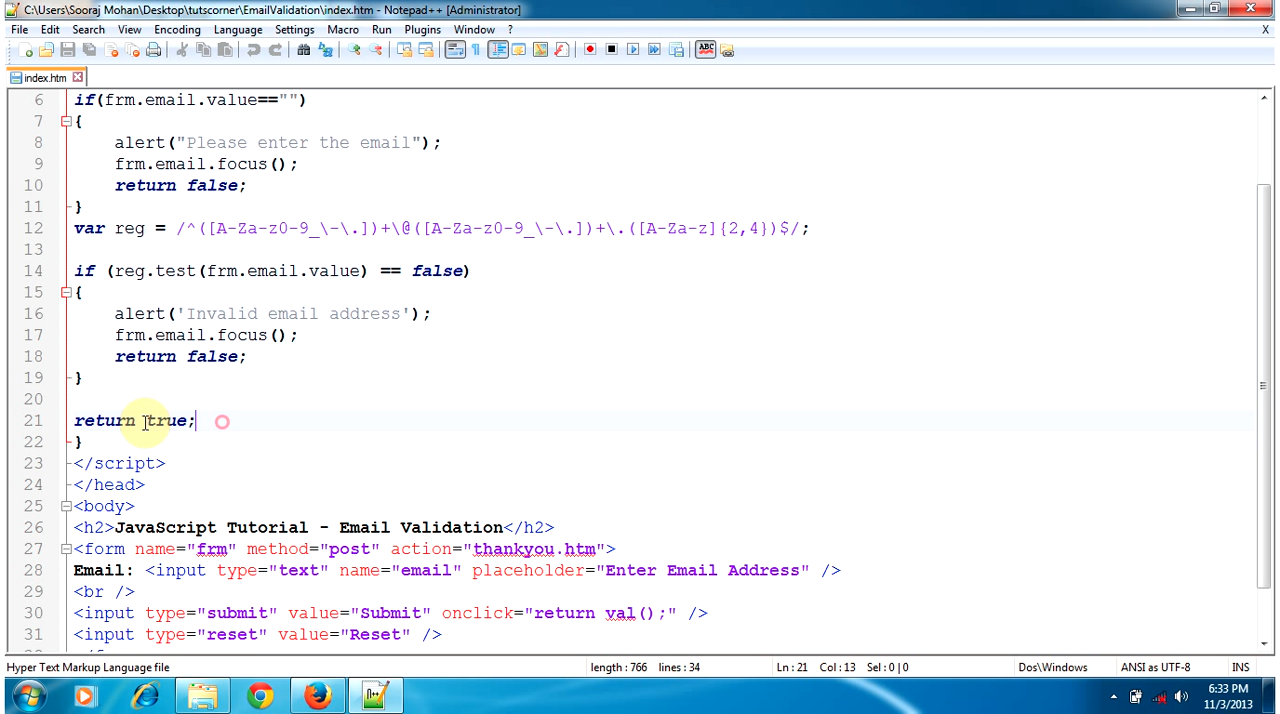 C:\Users\Sooraj Mohan\Desktop\tutscorner\EmailValidation\index.htm - Notepad++ [Administrator]
File Edit Search View Encoding Language Settings Macro Run Plugins Window ? X
ABC
index.htm
6 if(frm.email.value=="")
7 {
8 alert("Please enter the email");
9 frm.email.focus();
10 return false;
11 }
12 var reg = /^([A-Za-z0-9_\-\.])+\@([A-Za-z0-9_\-\.])+\.([A-Za-z]{2,4})$/;
13
14 if (reg.test(frm.email.value) == false)
15 {
16 alert('Invalid email address');
17 frm.email.focus();
18 return false;
19 }
20
21 return true;
22 }
23 </script>
24 </head>
25 <body>
26 <h2>JavaScript Tutorial - Email Validation</h2>
27 <form name="frm" method="post" action="thankyou.htm">
28 Email: <input type="text" name="email" placeholder="Enter Email Address" />
29 <br />
30 <input type="submit" value="Submit" onclick="return val();" />
31 <input type="reset" value="Reset" />
Hyper Text Markup Language file length : 766 lines : 34 Ln : 21 Col : 13 Sel : 0 | 0 Dos\Windows ANSI as UTF-8 INS
6:33 PM
11/3/2013